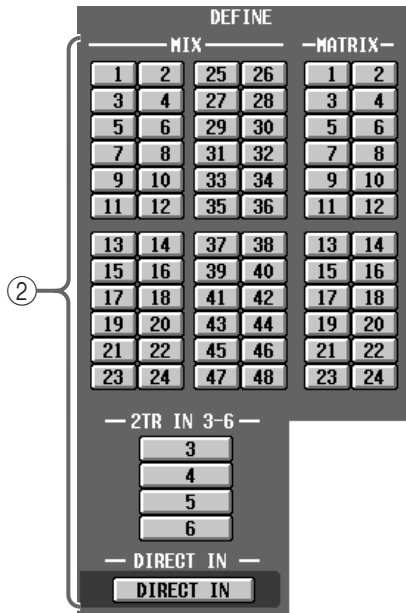 DEFINE
MIX MATRIX
1 2 25 26 1 2
3 4 27 28 3 4
5 6 29 30 5 6
7 8 31 32 7 8
9 10 33 34 9 10
11 12 35 36 11 12
13 14 37 38 13 14
15 16 39 40 15 16
②
17 18 41 42 17 18
19 20 43 44 19 20
21 22 45 46 21 22
23 24 47 48 23 24
2TR IN 3-6
3
4
5
6
DIRECT IN
DIRECT IN